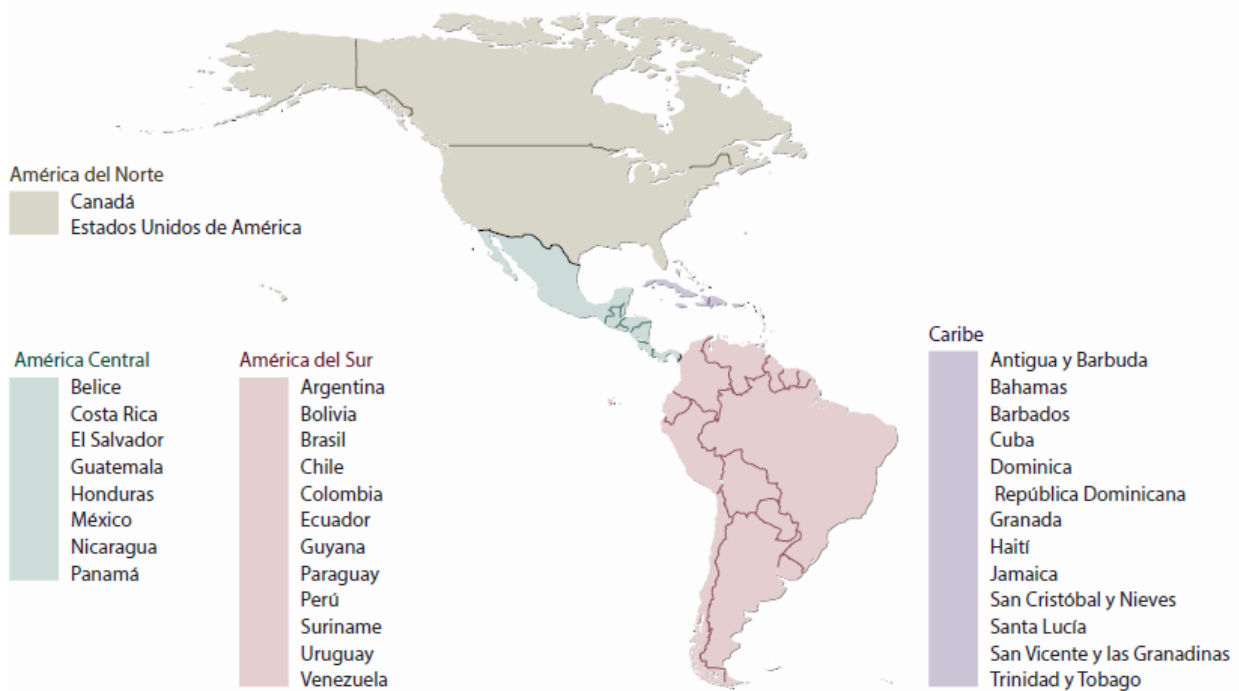 América del Norte
Canadá
Estados Unidos de América
América Central
Belice
Costa Rica
El Salvador
Guatemala
Honduras
México
Nicaragua
Panamá
América del Sur
Argentina
Bolivia
Brasil
Chile
Colombia
Ecuador
Guyana
Paraguay
Perú
Suriname
Uruguay
Venezuela
Caribe
Antigua y Barbuda
Bahamas
Barbados
Cuba
Dominica
República Dominicana
Granada
Haití
Jamaica
San Cristóbal y Nieves
Santa Lucía
San Vicente y las Granadinas
Trinidad y Tobago